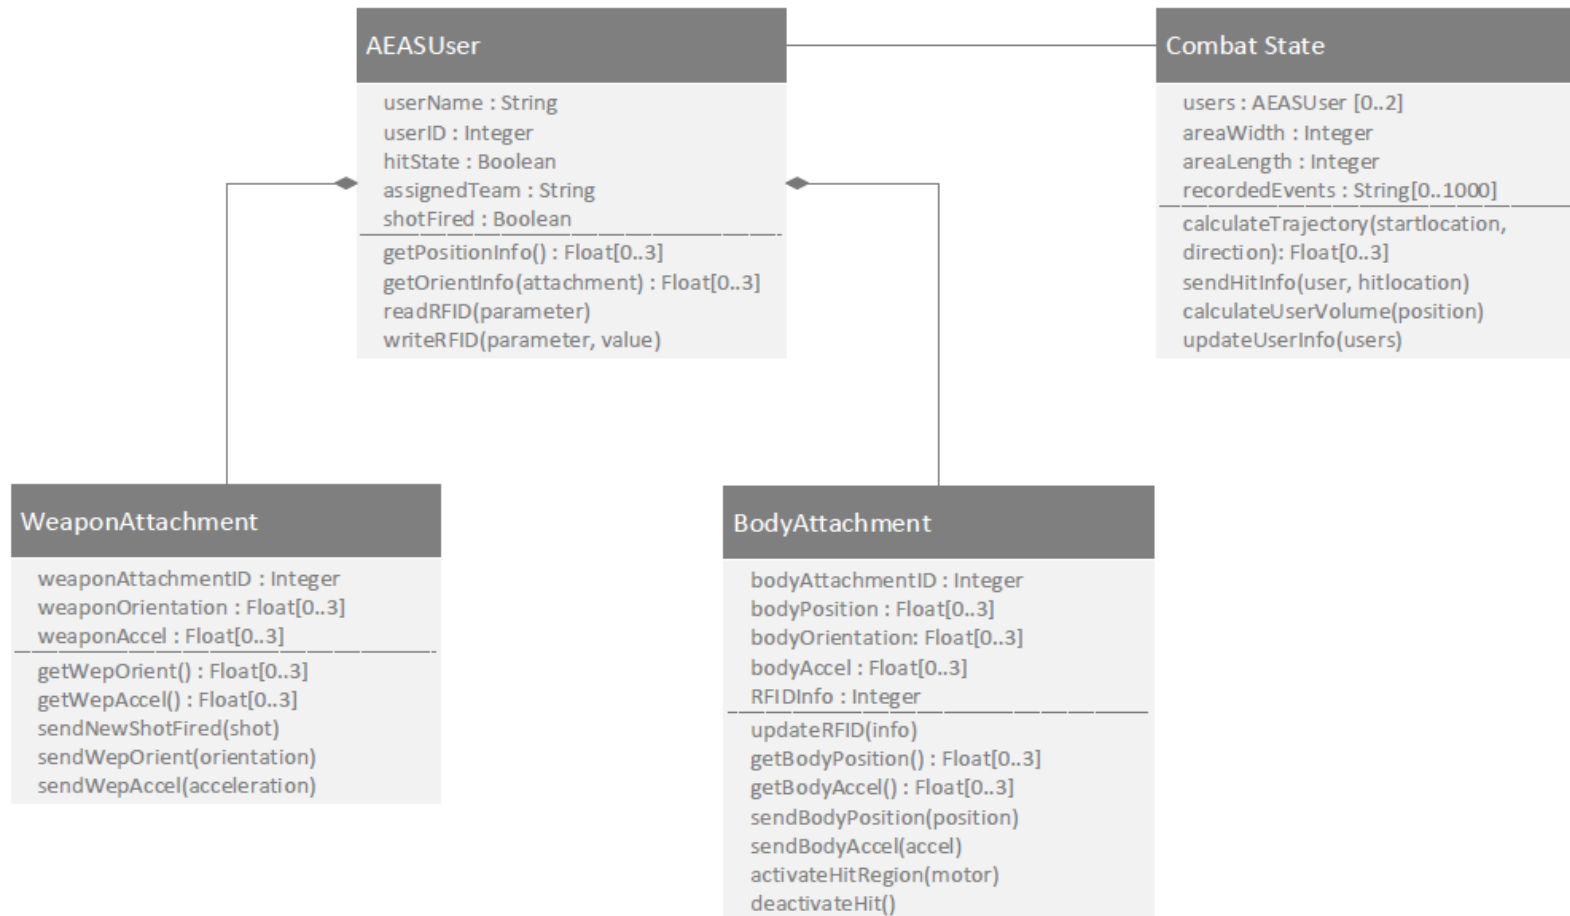 AEASUser
userName : String
userID : Integer
hitState : Boolean
assignedTeam : String
shotFired : Boolean
getPositionInfo() : Float[0..3]
getOrientInfo(attachment) : Float[0..3]
readRFID(parameter)
writeRFID(parameter, value)
Combat State
users : AEASUser [0..2]
areaWidth : Integer
areaLength : Integer
recordedEvents : String[0..1000]
calculateTrajectory(startlocation,
direction): Float[0..3]
sendHitInfo(user, hitlocation)
calculateUserVolume(position)
updateUserInfo(users)
WeaponAttachment
weaponAttachmentID : Integer
weaponOrientation : Float[0..3]
weaponAccel : Float[0..3]
getWepOrient() : Float[0..3]
getWepAccel() : Float[0..3]
sendNewShotFired(shot)
sendWepOrient(orientation)
sendWepAccel(acceleration)
BodyAttachment
bodyAttachmentID : Integer
bodyPosition : Float[0..3]
bodyOrientation: Float[0..3]
bodyAccel : Float[0..3]
RFIDInfo : Integer
updateRFID(info)
getBodyPosition() : Float[0..3]
getBodyAccel() : Float[0..3]
sendBodyPosition(position)
sendBodyAccel(accel)
activateHitRegion(motor)
deactivateHit()